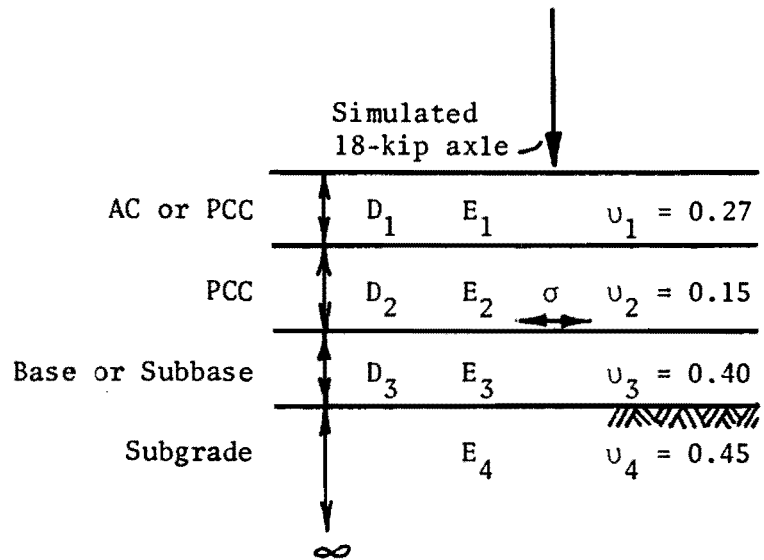 Simulated
18-kip axle
AC or PCC D₁ E₁ υ₁ = 0.27
PCC D₂ E₂ σ υ₂ = 0.15
Base or Subbase D₃ E₃ υ₃ = 0.40
Subgrade E₄ υ₄ = 0.45
∞